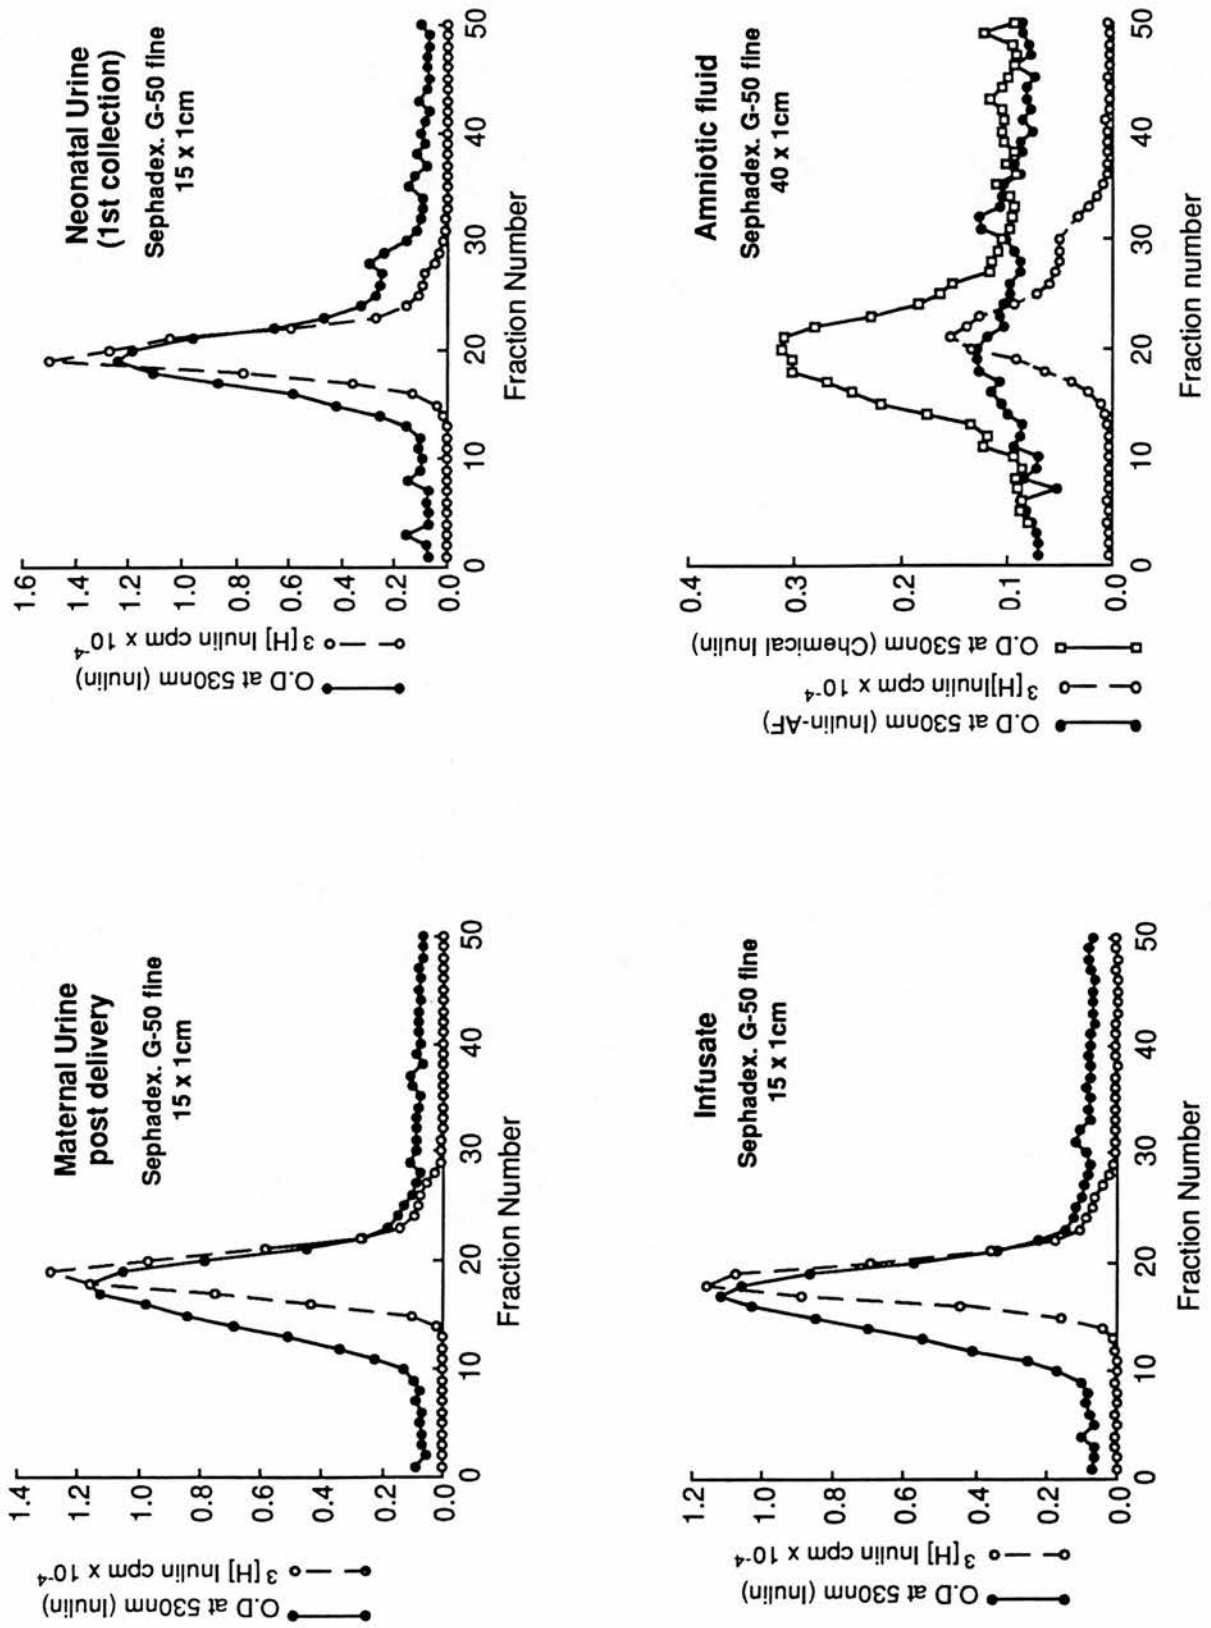 Maternal Urine
post delivery
Sephadex. G-50 fine
15 x 1cm
O.D at 530nm (Inulin)
3 [H] Inulin cpm x 10⁻⁴
1.4
1.2
1.0
0.8
0.6
0.4
0.2
0.0
0 10 20 30 40 50
Fraction Number
Neonatal Urine
(1st collection)
Sephadex. G-50 fine
15 x 1cm
O.D at 530nm (Inulin)
3 [H] Inulin cpm x 10⁻⁴
1.6
1.4
1.2
1.0
0.8
0.6
0.4
0.2
0.0
0 10 20 30 40 50
Fraction Number
Infusate
Sephadex. G-50 fine
15 x 1cm
O.D at 530nm (Inulin)
3 [H] Inulin cpm x 10⁻⁴
1.2
1.0
0.8
0.6
0.4
0.2
0.0
0 10 20 30 40 50
Fraction Number
Amniotic fluid
Sephadex. G-50 fine
40 x 1cm
O.D at 530nm (Inulin-AF)
3 [H]Inulin cpm x 10⁻⁴
O.D at 530nm (Chemical Inulin)
0.4
0.3
0.2
0.1
0.0
0 10 20 30 40 50
Fraction number